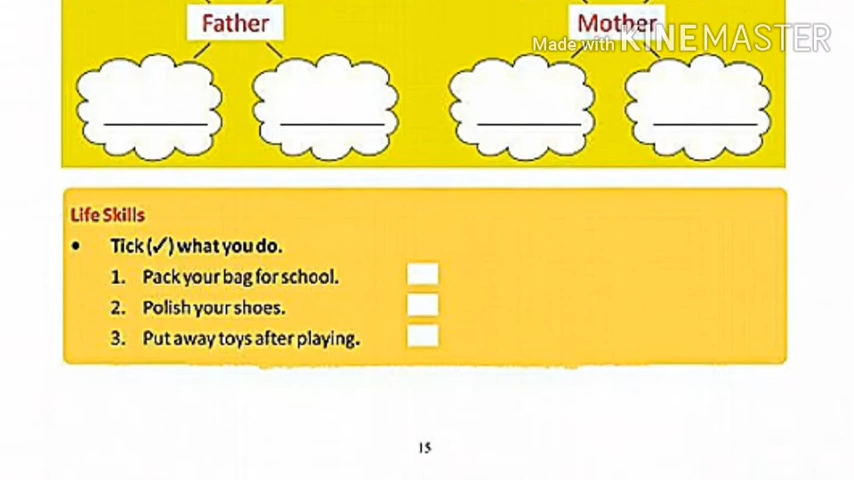 Father
Mother
Made with KINEMASTER
Life Skills
• Tick (✓) what you do.
1. Pack your bag for school.
2. Polish your shoes.
3. Put away toys after playing.
15